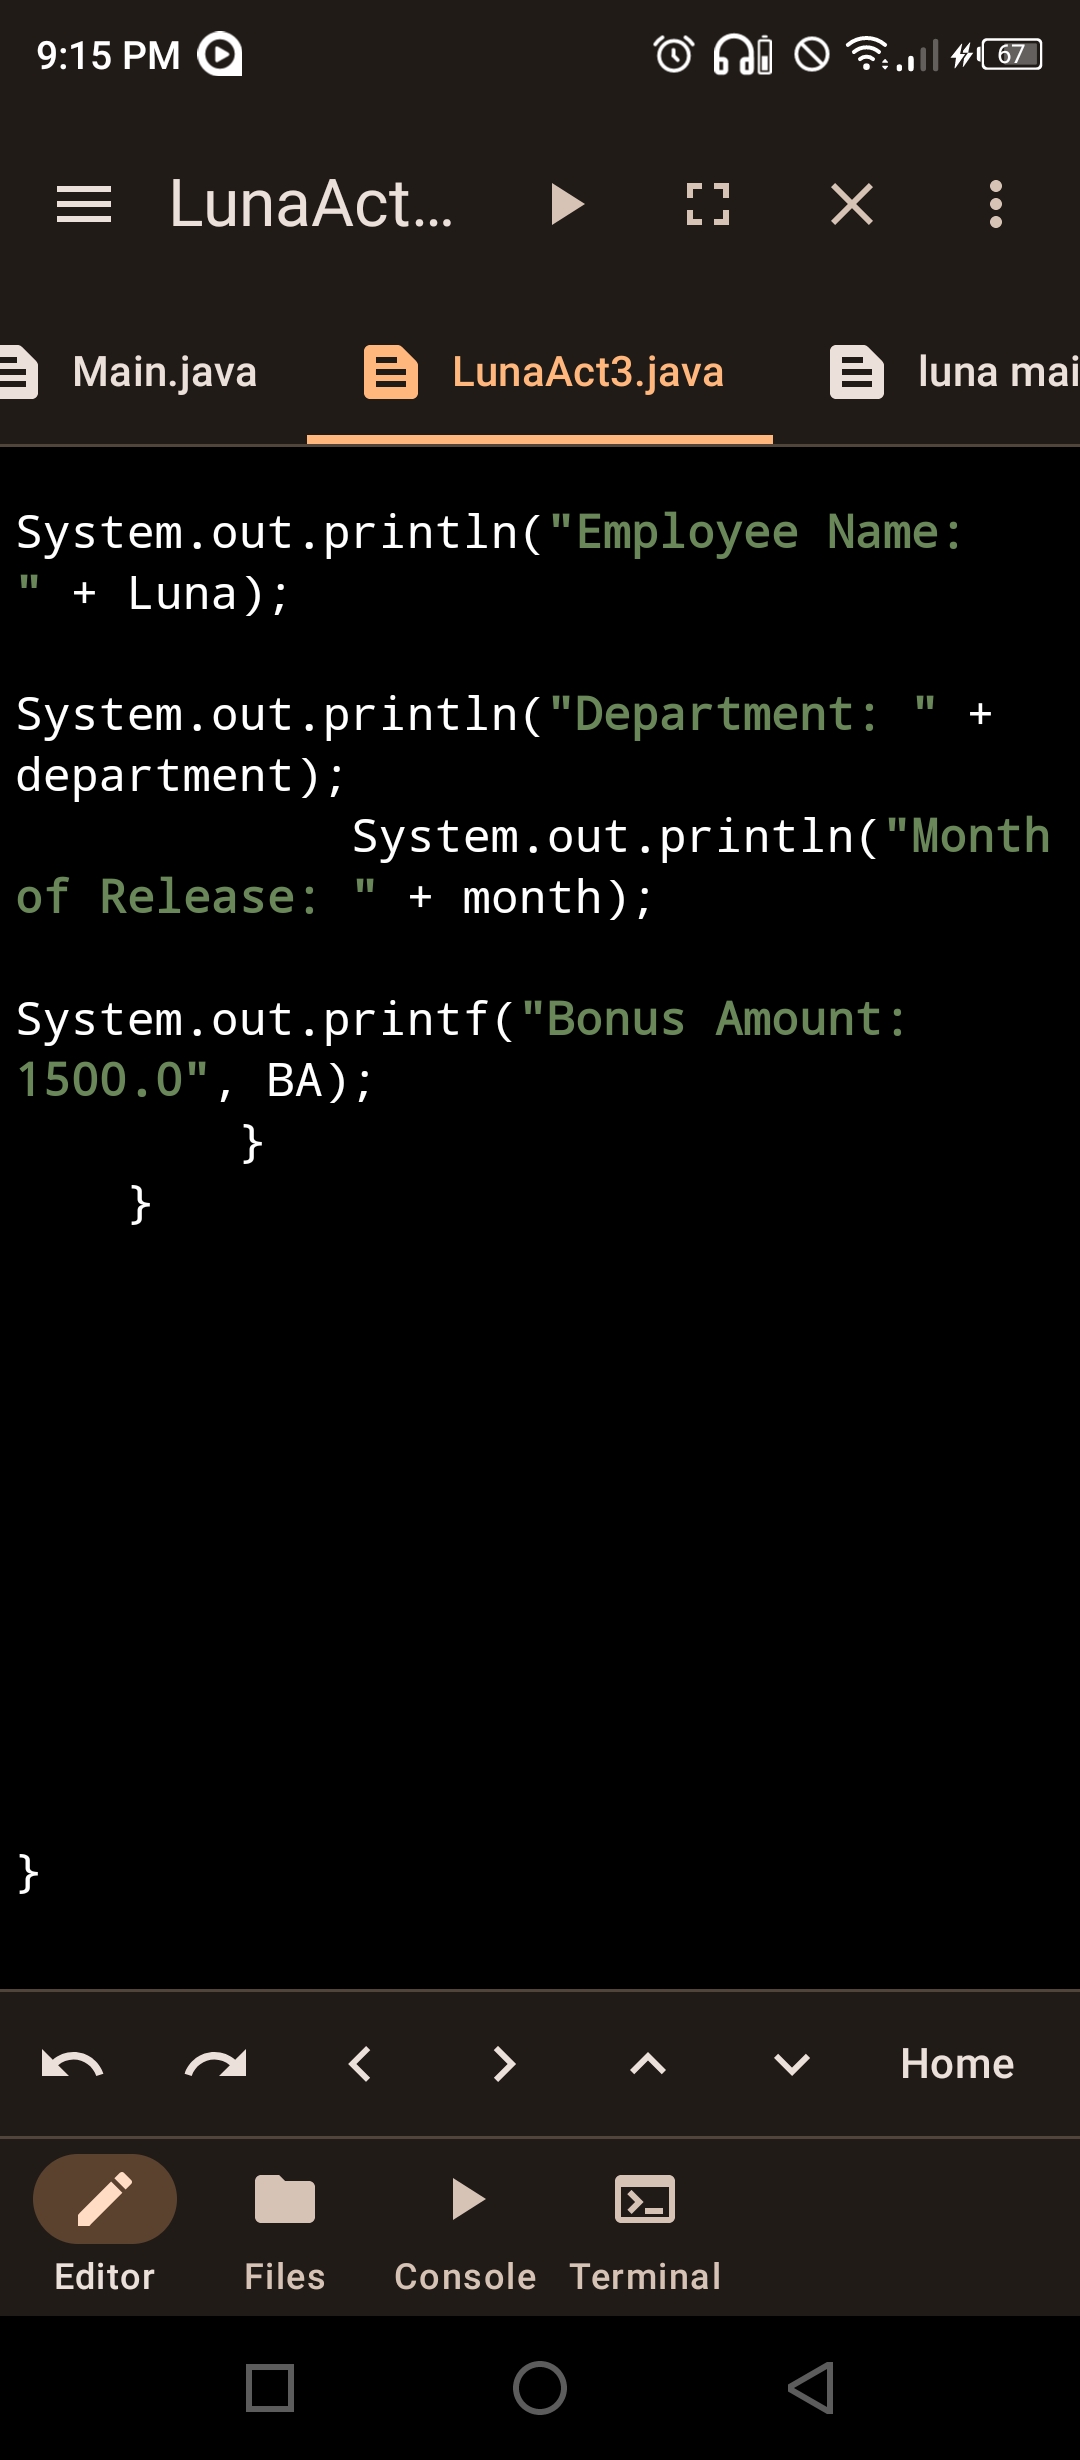 9:15 PM
67
LunaAct...
Main.java
LunaAct3.java
luna mai
System.out.println("Employee Name:
" + Luna);
System.out.println("Department: " +
department);
System.out.println("Month
of Release: " + month);
System.out.printf("Bonus Amount:
1500.0", BA);
}
}
}
Home
Editor
Files
Console
Terminal